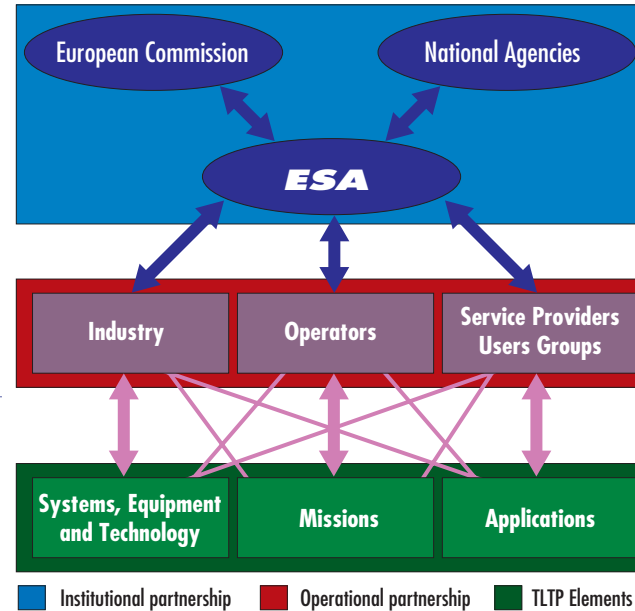 European Commission
National Agencies
ESA
Industry
Operators
Service Providers
Users Groups
Systems, Equipment
and Technology
Missions
Applications
Institutional partnership
Operational partnership
TLTP Elements